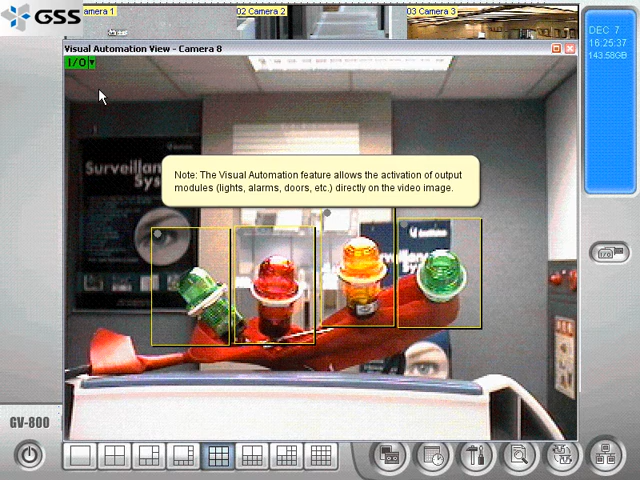 GSS
amera 1
02 Camera 2
03 Camera 3
DEC 7
16:25:37
143.58GB
Visual Automation View - Camera 8
I/O
Surveillan
Sys
Note: The Visual Automation feature allows the activation of output
modules (lights, alarms, doors, etc.) directly on the video image.
Sys
I/O
GV-800